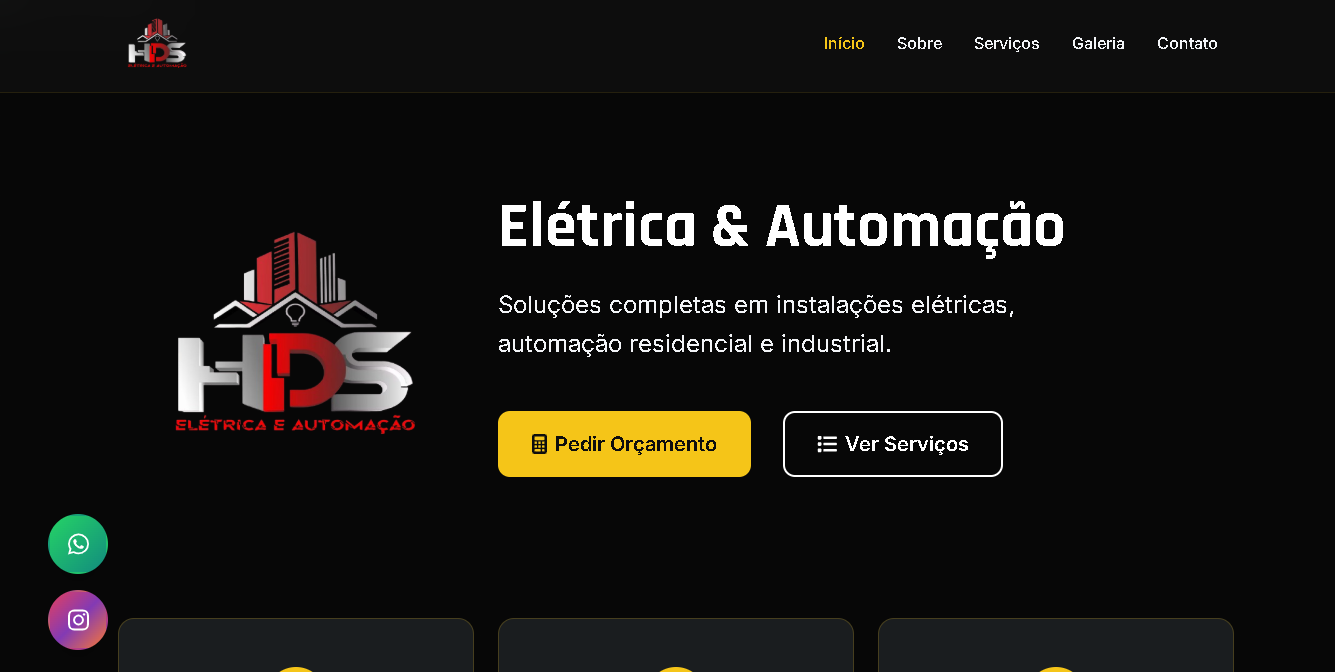 HDS
ELÉTRICA E AUTOMAÇÃO
Início Sobre Serviços Galeria Contato
HDS
ELÉTRICA E AUTOMAÇÃO
Elétrica & Automação
Soluções completas em instalações elétricas,
automação residencial e industrial.
Pedir Orçamento Ver Serviços